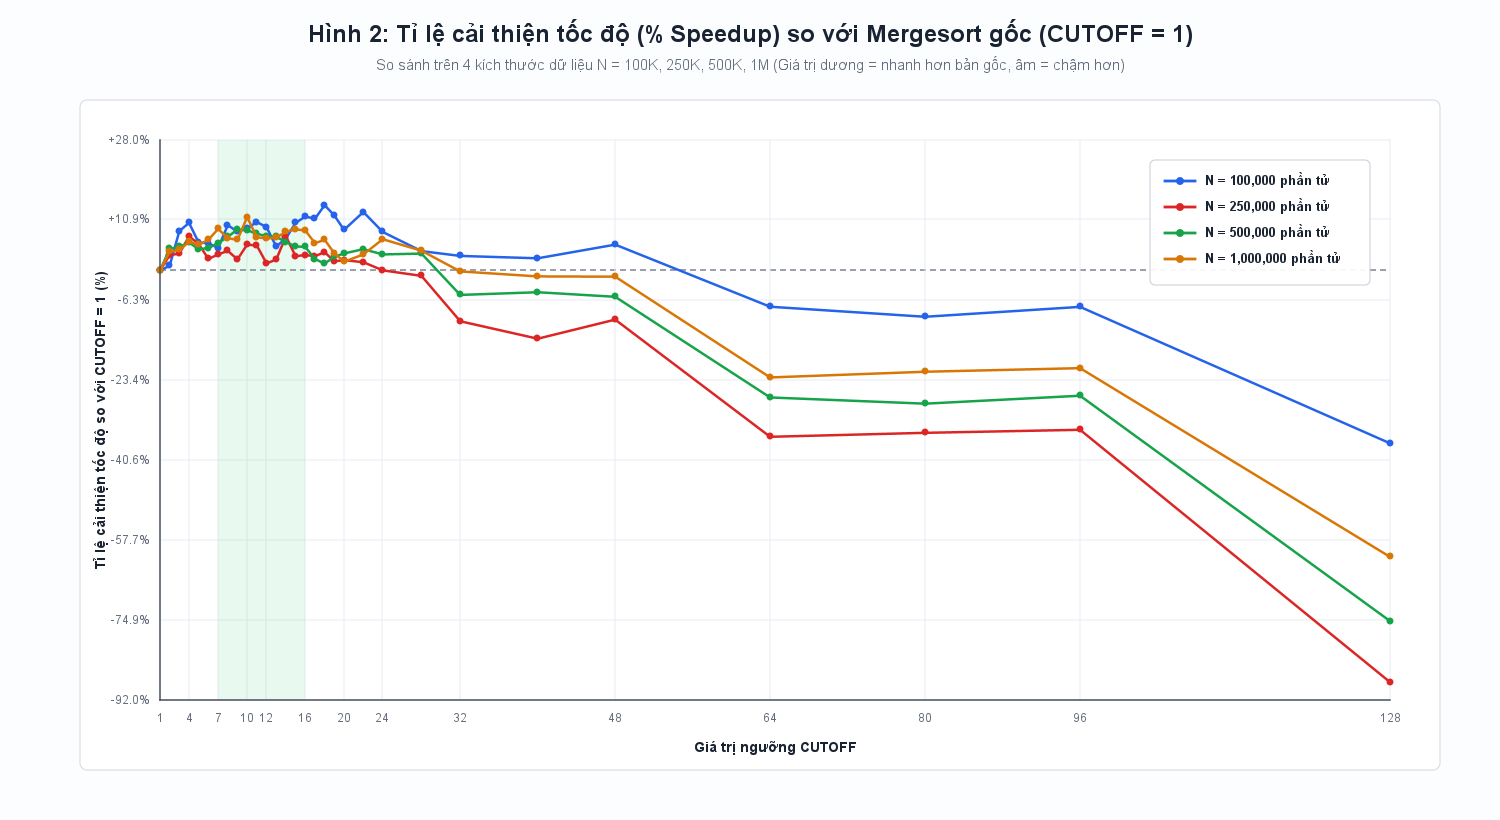 Hình 2: Tỉ lệ cải thiện tốc độ (% Speedup) so với Mergesort gốc (CUTOFF = 1)
So sánh trên 4 kích thước dữ liệu N = 100K, 250K, 500K, 1M (Giá trị dương = nhanh hơn bản gốc, âm = chậm hơn)
N = 100,000 phần tử
N = 250,000 phần tử
N = 500,000 phần tử
N = 1,000,000 phần tử
+28.0%
+10.9%
-6.3%
-23.4%
-40.6%
-57.7%
-74.9%
-92.0%
Tỉ lệ cải thiện tốc độ so với CUTOFF = 1 (%)
1 4 7 10 12 16 20 24 32 48 64 80 96 128
Giá trị ngưỡng CUTOFF